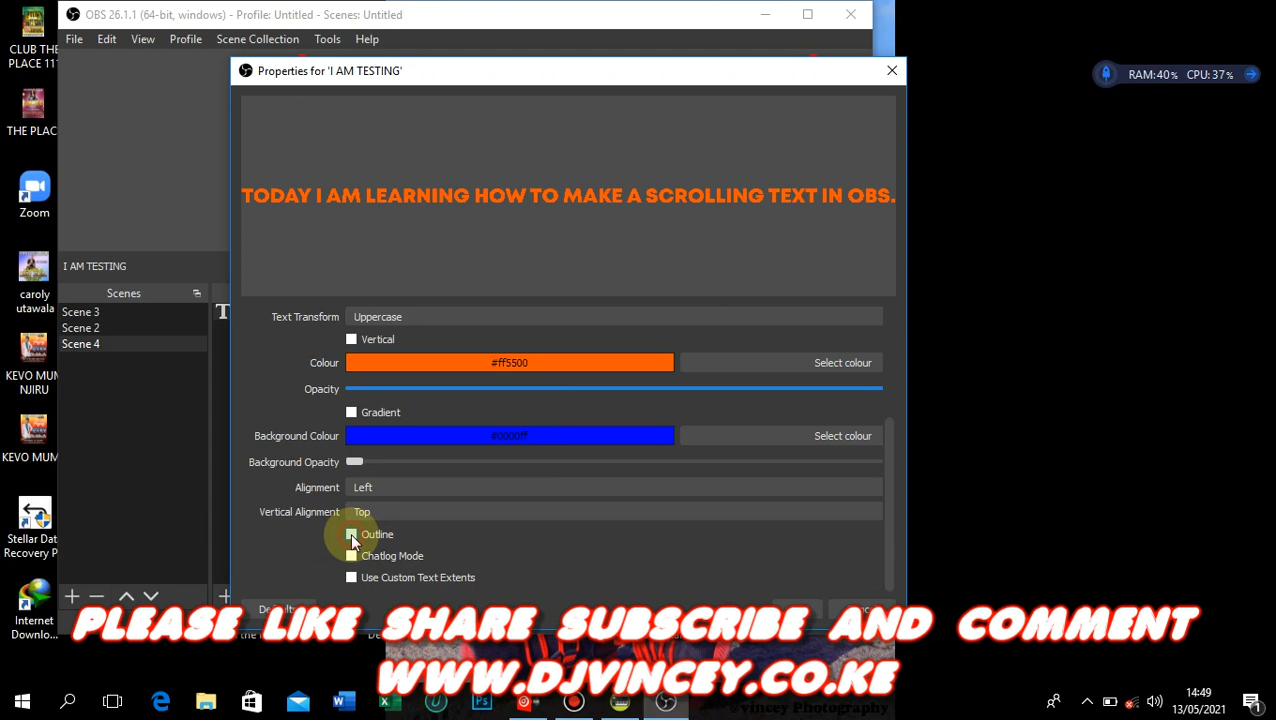 OBS 26.1.1 (64-bit, windows) - Profile: Untitled - Scenes: Untitled
File Edit View Profile Scene Collection Tools Help
CLUB THE
PLACE 11
THE PLAC
Zoom
caroly
utawala
KEVO MUM
NJIRU
KEVO MUM
Stellar Dat
Recovery P
Internet
Downlo...
Properties for 'I AM TESTING'
RAM:40% CPU:37%
TODAY I AM LEARNING HOW TO MAKE A SCROLLING TEXT IN OBS.
I AM TESTING
Scenes
Scene 3
Scene 2
Scene 4
Text Transform Uppercase
Vertical
Colour #ff5500 Select colour
Opacity
Gradient
Background Colour #0000ff Select colour
Background Opacity
Alignment Left
Vertical Alignment Top
Outline
Chatlog Mode
Use Custom Text Extents
PLEASE LIKE SHARE SUBSCRIBE AND COMMENT
WWW.DJVINCEY.CO.KE
vincey Photography
14:49
13/05/2021